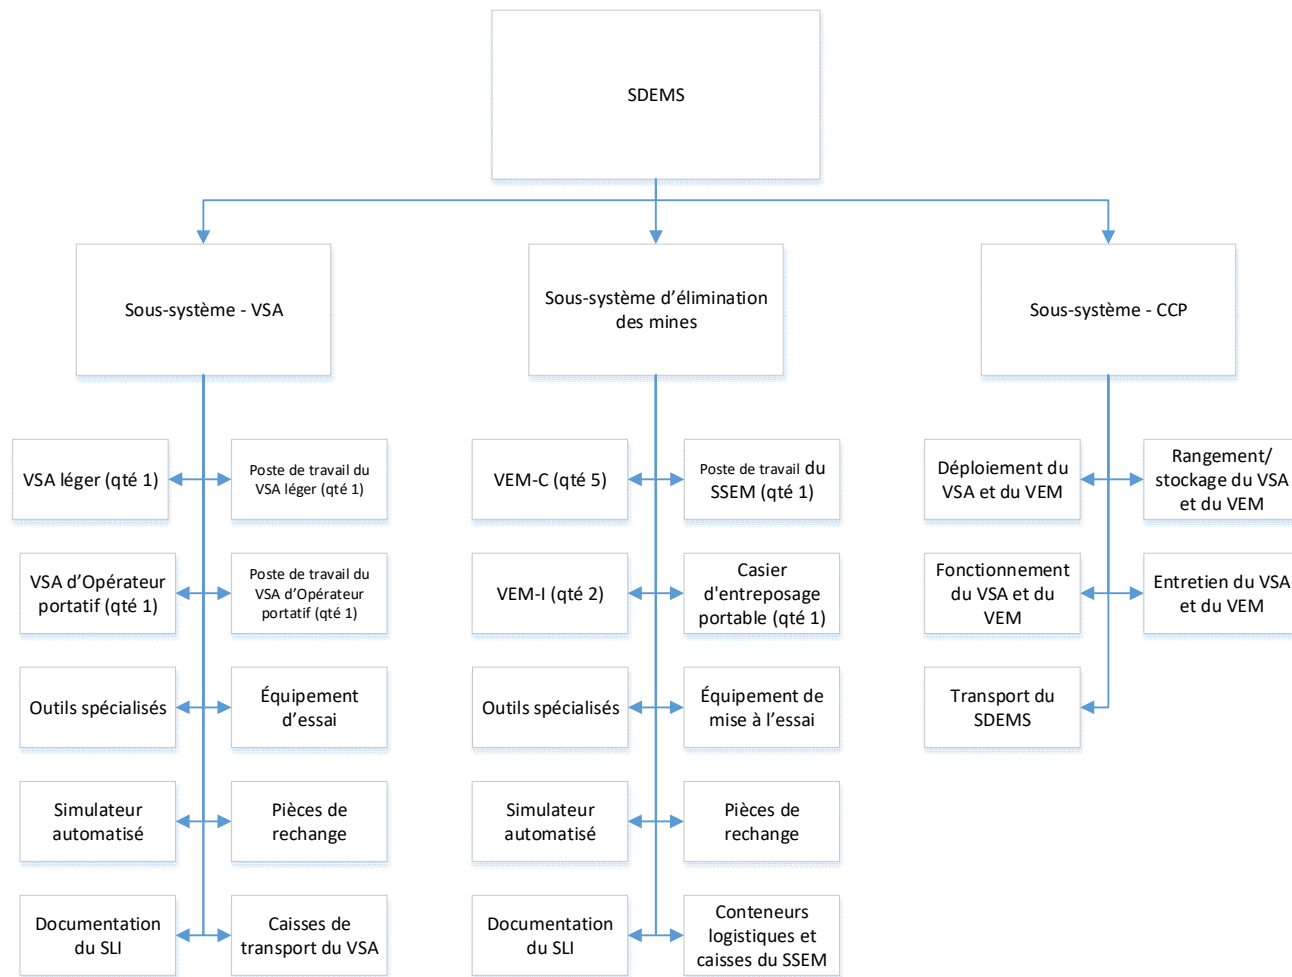 SDEMS
Sous-système - VSA
Sous-système d’élimination
des mines
Sous-système - CCP
VSA léger (qté 1)
Poste de travail du
VSA léger (qté 1)
VSA d’Opérateur
portatif (qté 1)
Poste de travail du
VSA d’Opérateur
portatif (qté 1)
Outils spécialisés
Équipement
d’essai
Simulateur
automatisé
Pièces de
rechange
Documentation
du SLI
Caisses de
transport du VSA
VEM-C (qté 5)
Poste de travail du
SSEM (qté 1)
VEM-I (qté 2)
Casier
d'entreposage
portable (qté 1)
Outils spécialisés
Équipement de
mise à l’essai
Simulateur
automatisé
Pièces de
rechange
Documentation
du SLI
Conteneurs
logistiques et
caisses du SSEM
Déploiement du
VSA et du VEM
Rangement/
stockage du VSA
et du VEM
Fonctionnement
du VSA et du
VEM
Entretien du VSA
et du VEM
Transport du
SDEMS